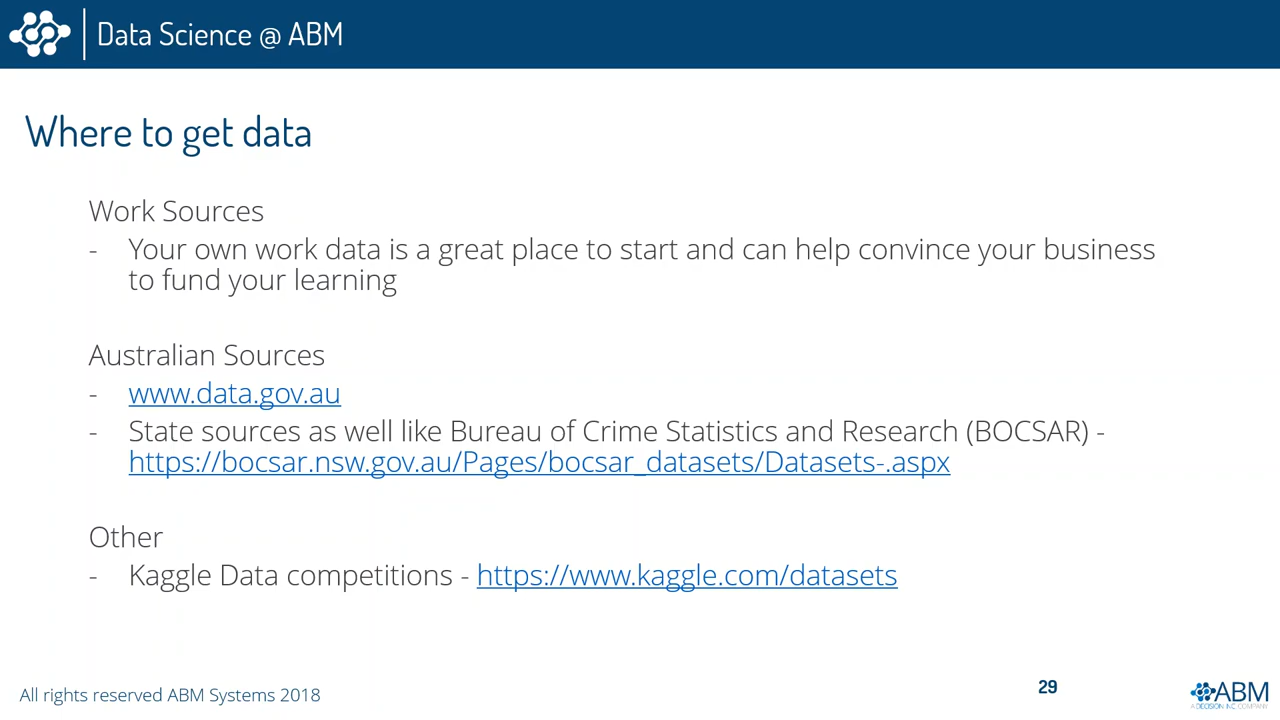 Data Science @ ABM
Where to get data
Work Sources
- Your own work data is a great place to start and can help convince your business
to fund your learning
Australian Sources
- www.data.gov.au
- State sources as well like Bureau of Crime Statistics and Research (BOCSAR) -
https://bocsar.nsw.gov.au/Pages/bocsar_datasets/Datasets-.aspx
Other
- Kaggle Data competitions - https://www.kaggle.com/datasets
All rights reserved ABM Systems 2018
29
ABM
A DECISION INC COMPANY